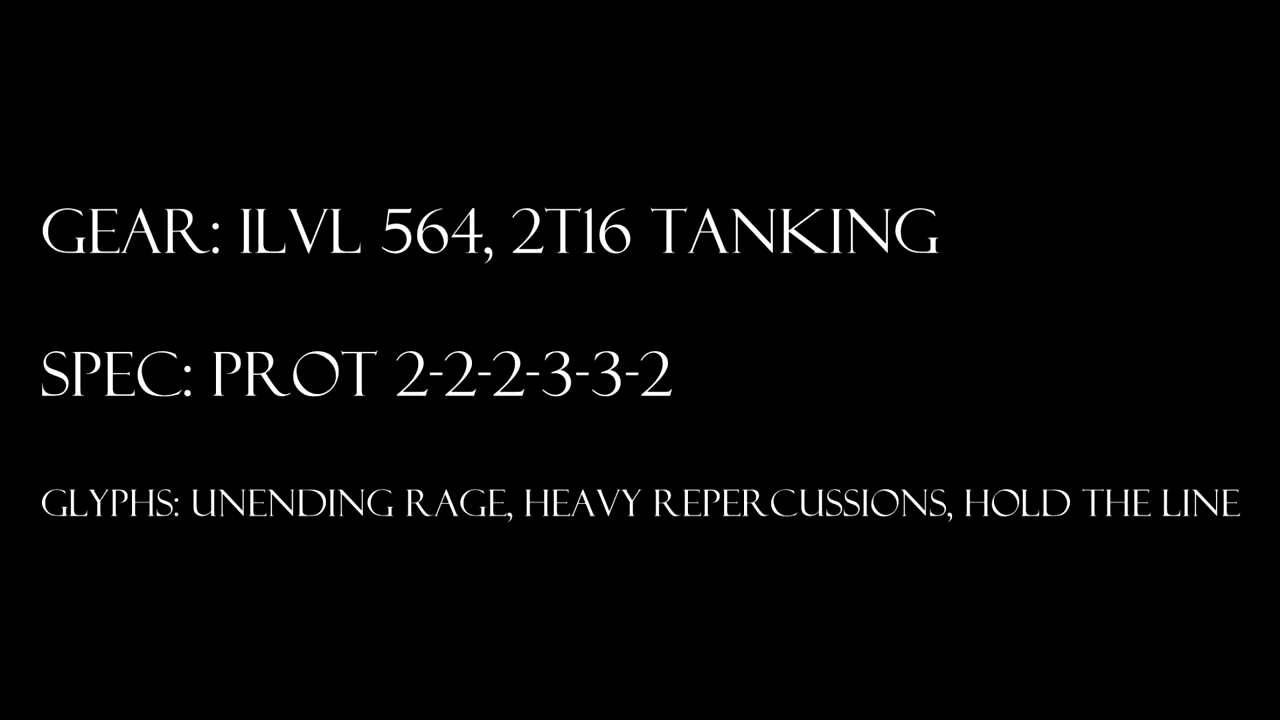 GEAR: ILVL 564, 2T16 TANKING
SPEC: PROT 2-2-2-3-3-2
GLYPHS: UNENDING RAGE, HEAVY REPERCUSSIONS, HOLD THE LINE